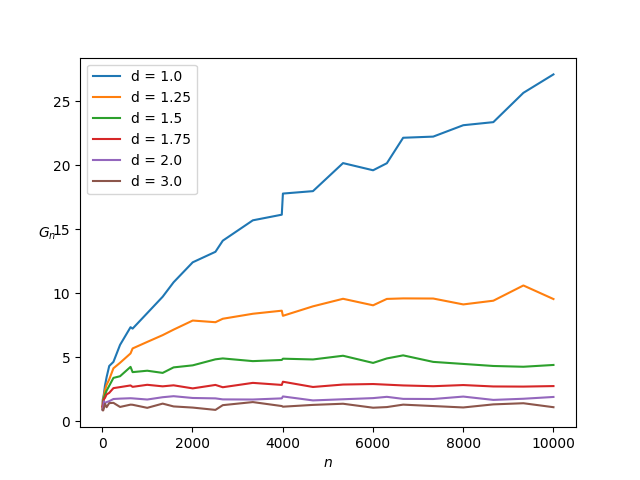 d = 1.0
d = 1.25
d = 1.5
d = 1.75
d = 2.0
d = 3.0
25
20
15
10
5
0
Gn
0 2000 4000 6000 8000 10000
n